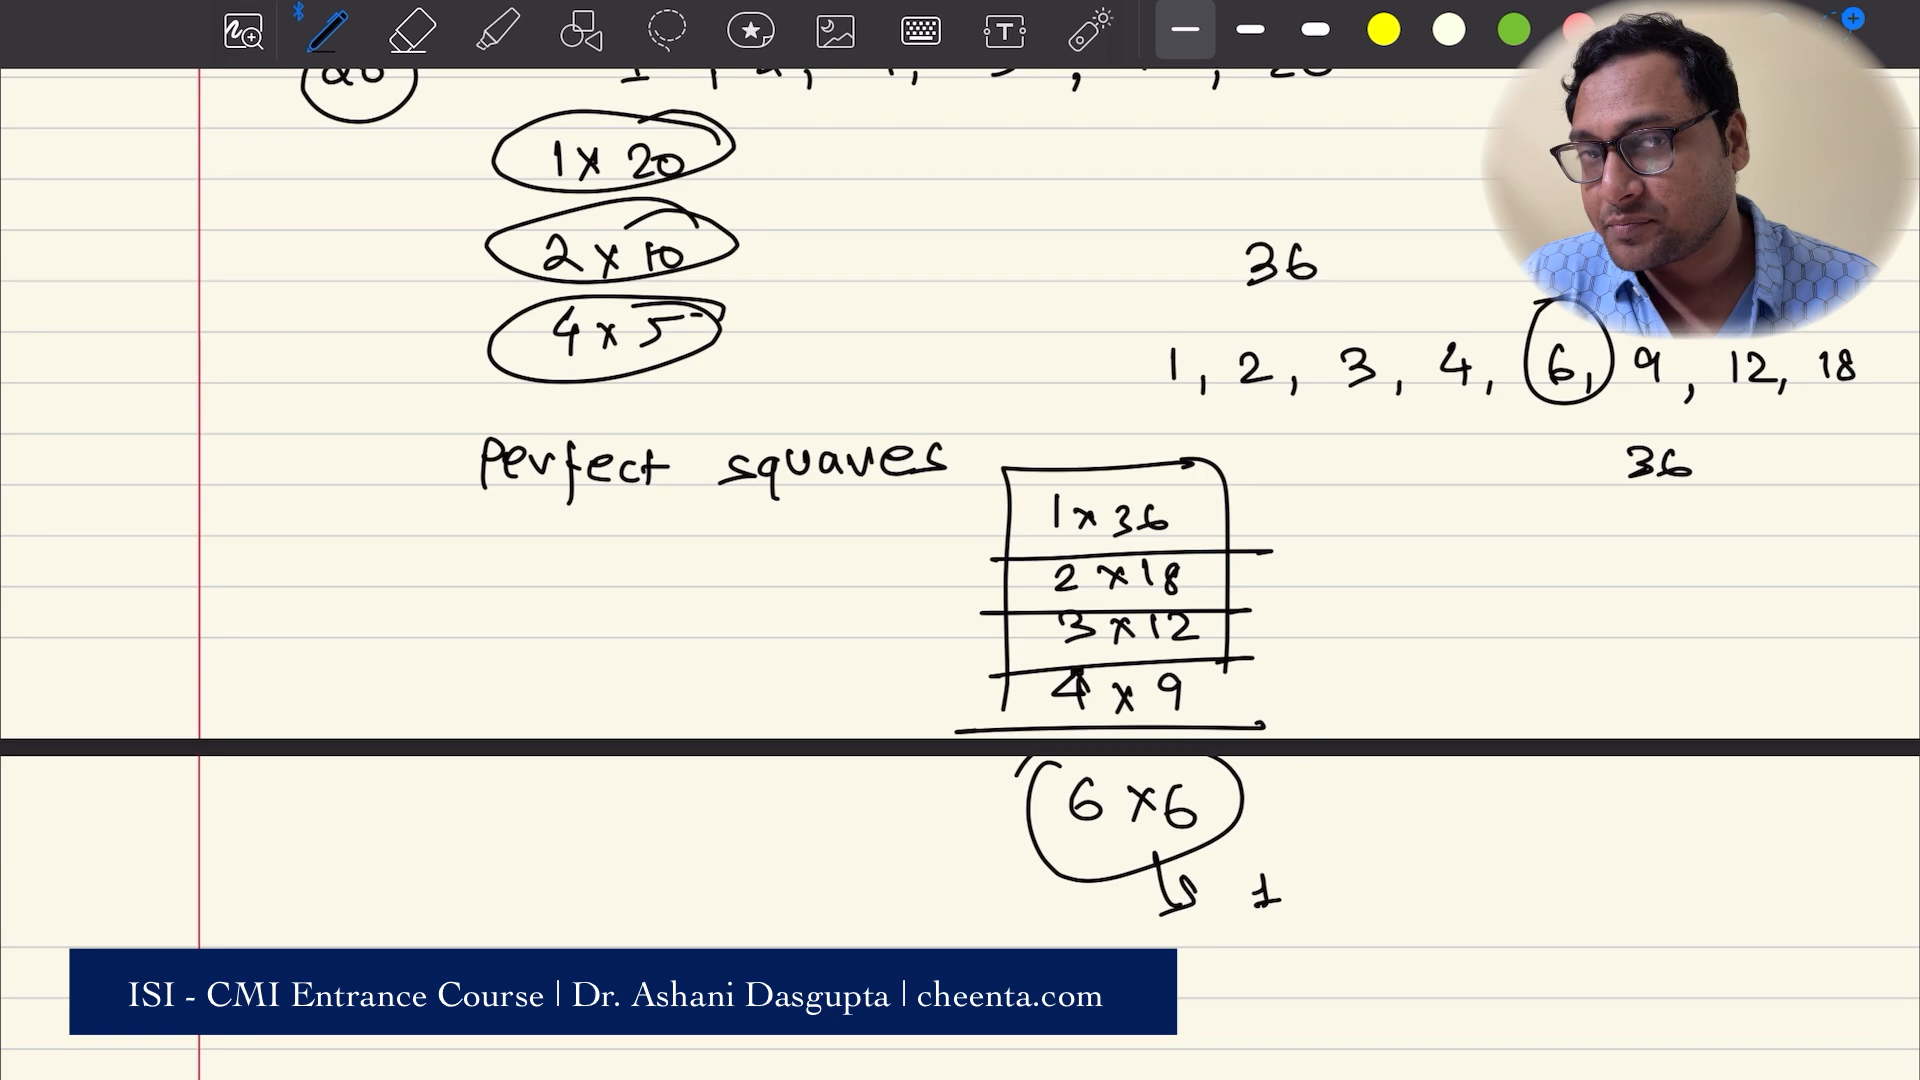 20
1 × 20
2 × 10
4 × 5
36
1, 2, 3, 4, 6, 9, 12, 18
36
Perfect squares
1 × 36
2 × 18
3 × 12
4 × 9
6 × 6
1
T
ISI - CMI Entrance Course | Dr. Ashani Dasgupta | cheenta.com